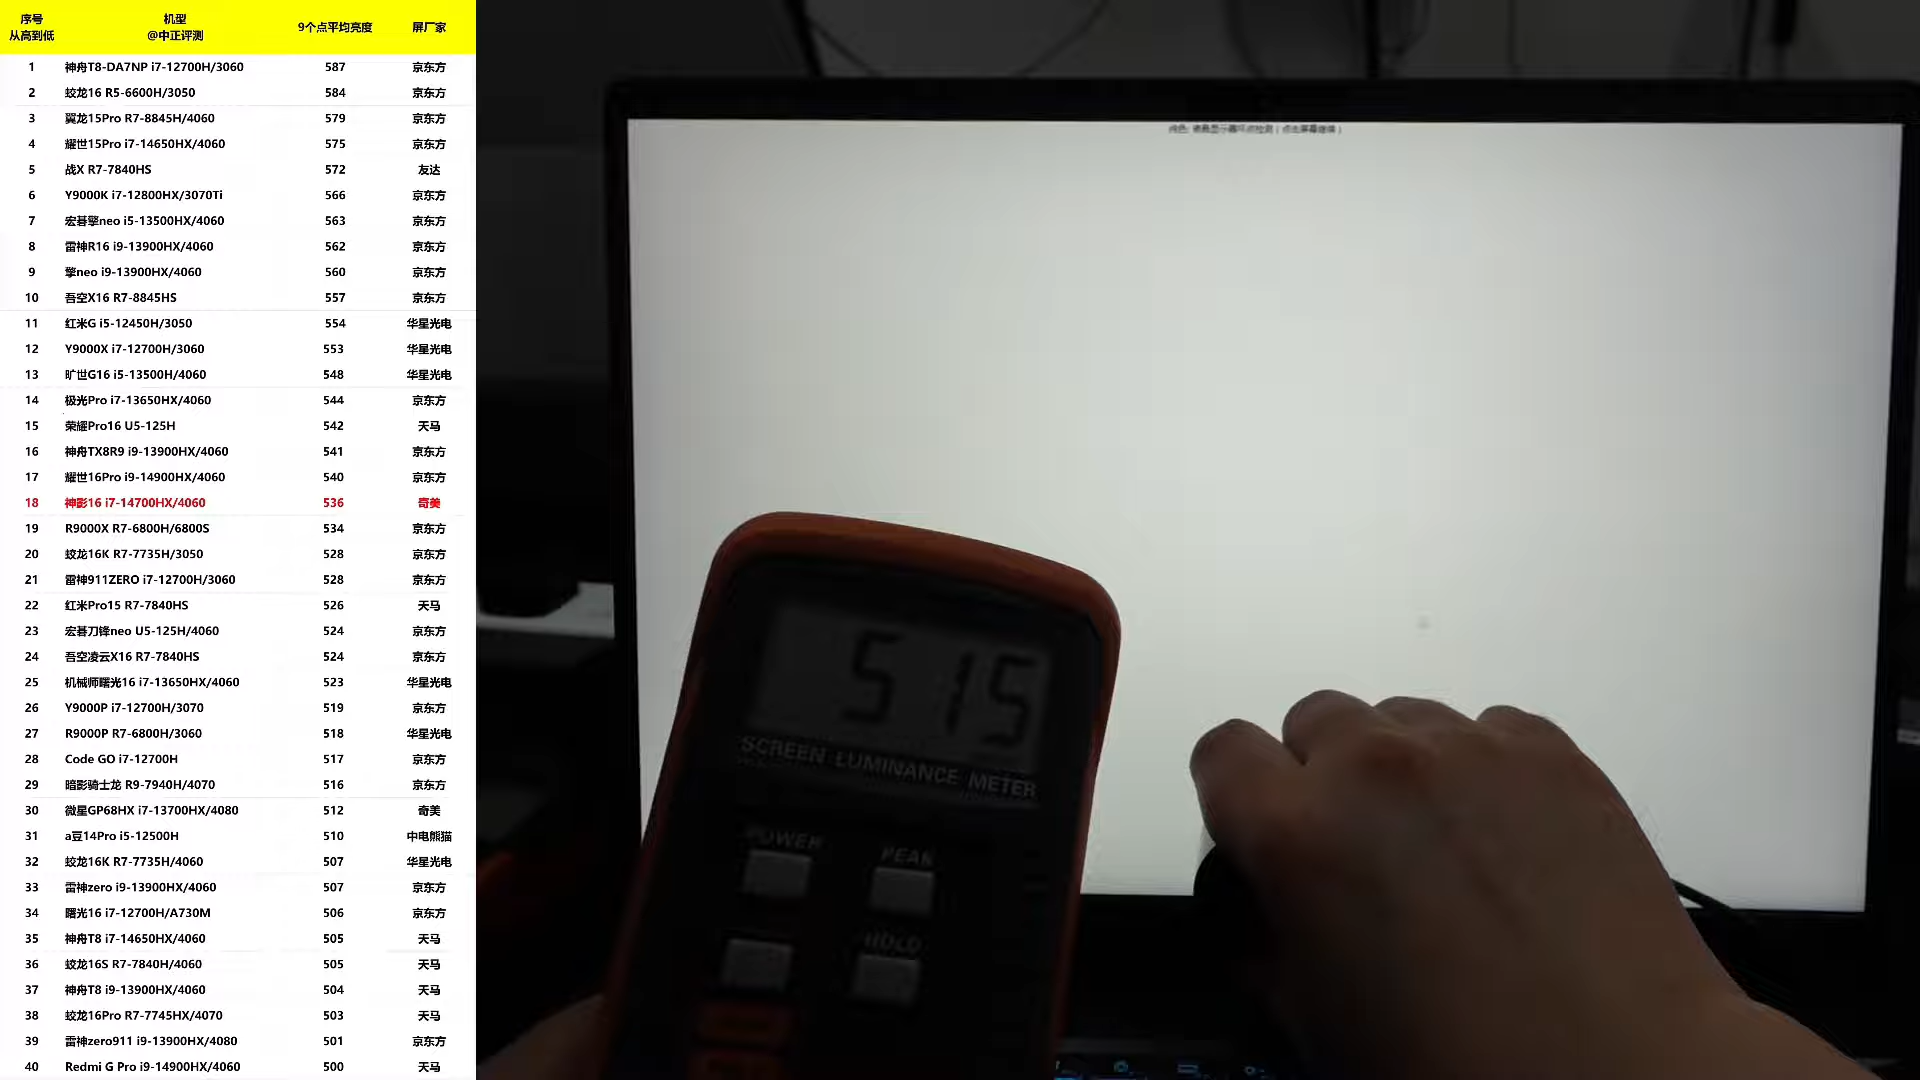 序号 机型 9个点平均亮度 屏厂家
从高到低 @中正评测
1 神舟T8-DA7NP i7-12700H/3060 587 京东方
2 蛟龙16 R5-6600H/3050 584 京东方
3 翼龙15Pro R7-8845H/4060 579 京东方
4 耀世15Pro i7-14650HX/4060 575 京东方
5 战X R7-7840HS 572 友达
6 Y9000K i7-12800HX/3070Ti 566 京东方
7 宏碁擎neo i5-13500HX/4060 563 京东方
8 雷神R16 i9-13900HX/4060 562 京东方
9 擎neo i9-13900HX/4060 560 京东方
10 吾空X16 R7-8845HS 557 京东方
11 红米G i5-12450H/3050 554 华星光电
12 Y9000X i7-12700H/3060 553 华星光电
13 旷世G16 i5-13500H/4060 548 华星光电
14 极光Pro i7-13650HX/4060 544 京东方
15 荣耀Pro16 U5-125H 542 天马
16 神舟TX8R9 i9-13900HX/4060 541 京东方
17 耀世16Pro i9-14900HX/4060 540 京东方
18 神影16 i7-14700HX/4060 536 奇美
19 R9000X R7-6800H/6800S 534 京东方
20 蛟龙16K R7-7735H/3050 528 京东方
21 雷神911ZERO i7-12700H/3060 528 京东方
22 红米Pro15 R7-7840HS 526 天马
23 宏碁刀锋neo U5-125H/4060 524 京东方
24 吾空凌云X16 R7-7840HS 524 京东方
25 机械师曙光16 i7-13650HX/4060 523 华星光电
26 Y9000P i7-12700H/3070 519 京东方
27 R9000P R7-6800H/3060 518 华星光电
28 Code GO i7-12700H 517 京东方
29 暗影骑士龙 R9-7940H/4070 516 京东方
30 微星GP68HX i7-13700HX/4080 512 奇美
31 a豆14Pro i5-12500H 510 中电熊猫
32 蛟龙16K R7-7735H/4060 507 华星光电
33 雷神zero i9-13900HX/4060 507 京东方
34 曙光16 i7-12700H/A730M 506 京东方
35 神舟T8 i7-14650HX/4060 505 天马
36 蛟龙16S R7-7840H/4060 505 天马
37 神舟T8 i9-13900HX/4060 504 天马
38 蛟龙16Pro R7-7745HX/4070 503 天马
39 雷神zero911 i9-13900HX/4080 501 京东方
40 Redmi G Pro i9-14900HX/4060 500 天马
515
SCREEN LUMINANCE METER
POWER PEAK
HOLD